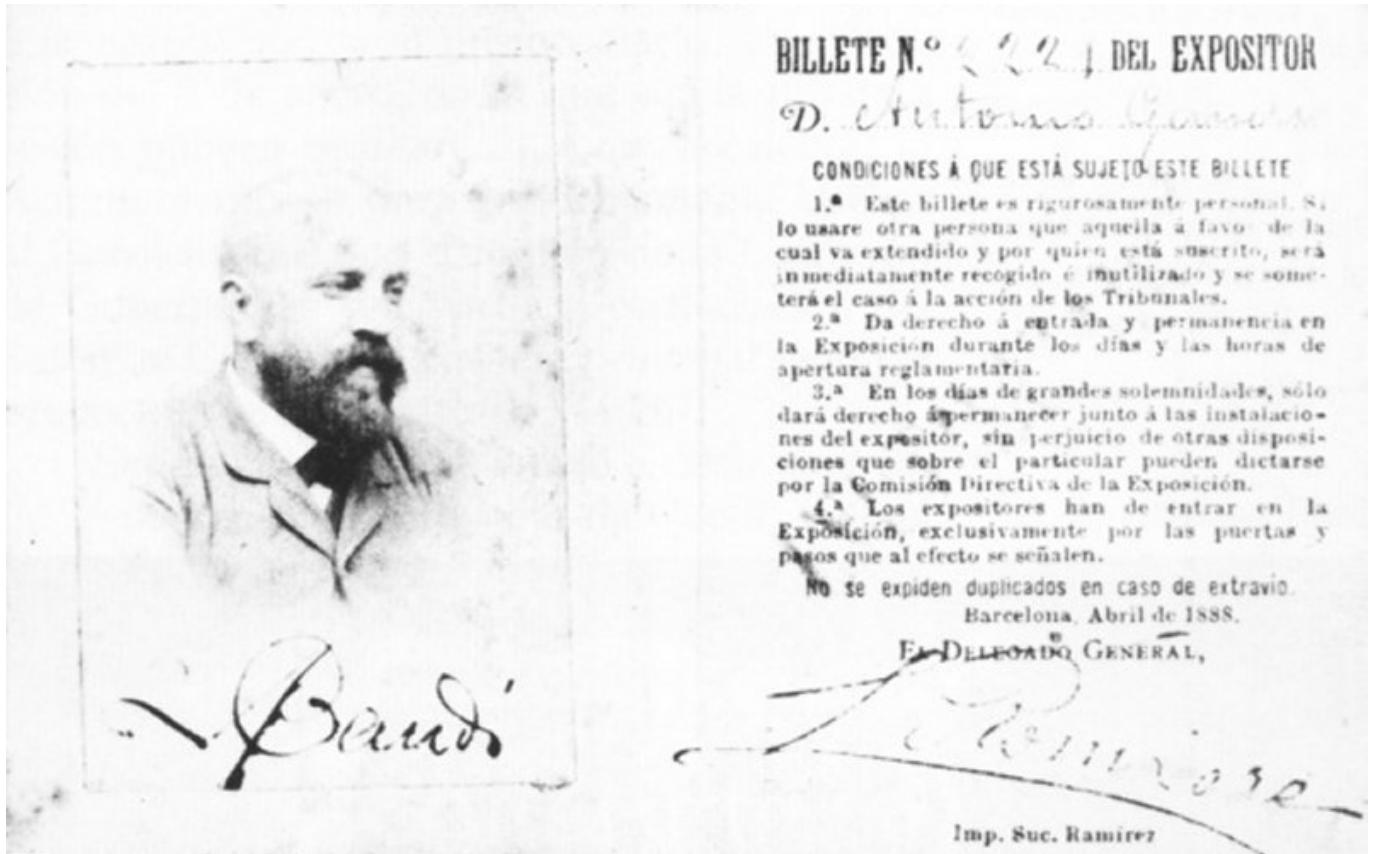 Gaudí
BILLETE N.º 2221 DEL EXPOSITOR
D. Antonio
CONDICIONES Á QUE ESTÁ SUJETO ESTE BILLETE
1.ª Este billete es rigurosamente personal. Si
lo usare otra persona que aquella á favor de la
cual va extendido y por quien está suscrito, será
inmediatamente recogido é inutilizado y se some-
terá el caso á la acción de los Tribunales.
2.ª Da derecho á entrada y permanencia en
la Exposición durante los días y las horas de
apertura reglamentaria.
3.ª En los días de grandes solemnidades, sólo
dará derecho á permanecer junto á las instalacio-
nes del expositor, sin perjuicio de otras disposi-
ciones que sobre el particular pueden dictarse
por la Comisión Directiva de la Exposición.
4.ª Los expositores han de entrar en la
Exposición, exclusivamente por las puertas y
pasos que al efecto se señalen.
No se expiden duplicados en caso de extravio.
Barcelona, Abril de 1888.
EL DELEGADO GENERAL,
Imp. Suc. Ramirez